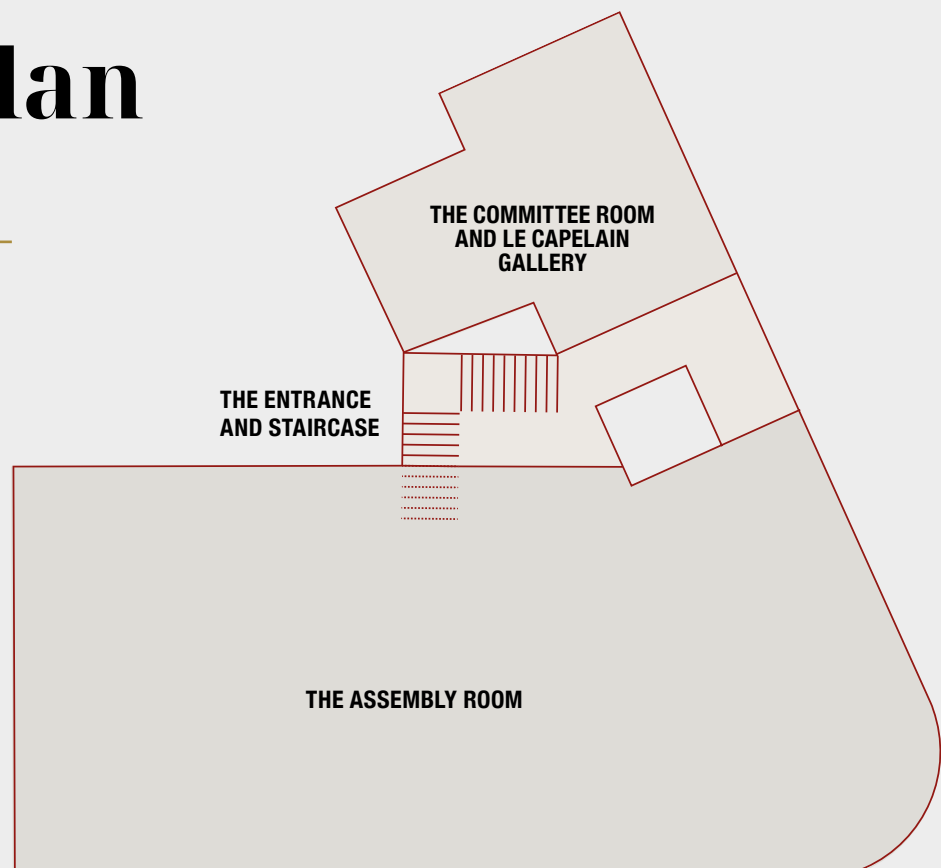 lan
THE COMMITTEE ROOM
AND LE CAPELAIN
GALLERY
THE ENTRANCE
AND STAIRCASE
THE ASSEMBLY ROOM